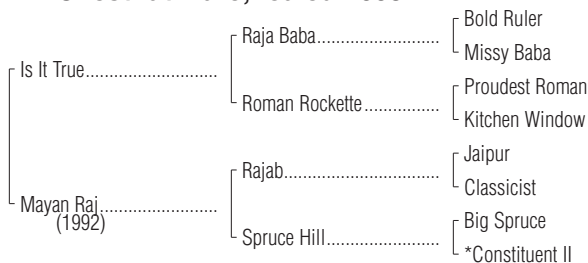 Bold Ruler
Raja Baba
Missy Baba
Is It True
Proudest Roman
Roman Rockette
Kitchen Window
Jaipur
Rajab
Classicist
Mayan Raj
(1992)
Big Spruce
Spruce Hill
*Constituent II